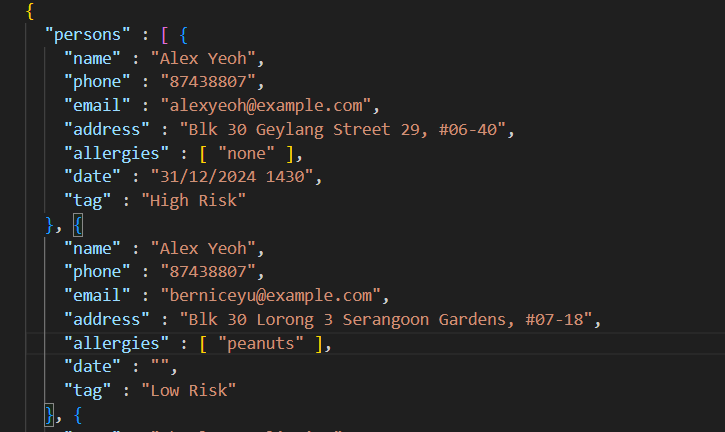 {
"persons" : [ {
"name" : "Alex Yeoh",
"phone" : "87438807",
"email" : "alexyeoh@example.com",
"address" : "Blk 30 Geylang Street 29, #06-40",
"allergies" : [ "none" ],
"date" : "31/12/2024 1430",
"tag" : "High Risk"
}, {
"name" : "Alex Yeoh",
"phone" : "87438807",
"email" : "berniceyu@example.com",
"address" : "Blk 30 Lorong 3 Serangoon Gardens, #07-18",
"allergies" : [ "peanuts" ],
"date" : "",
"tag" : "Low Risk"
}, {